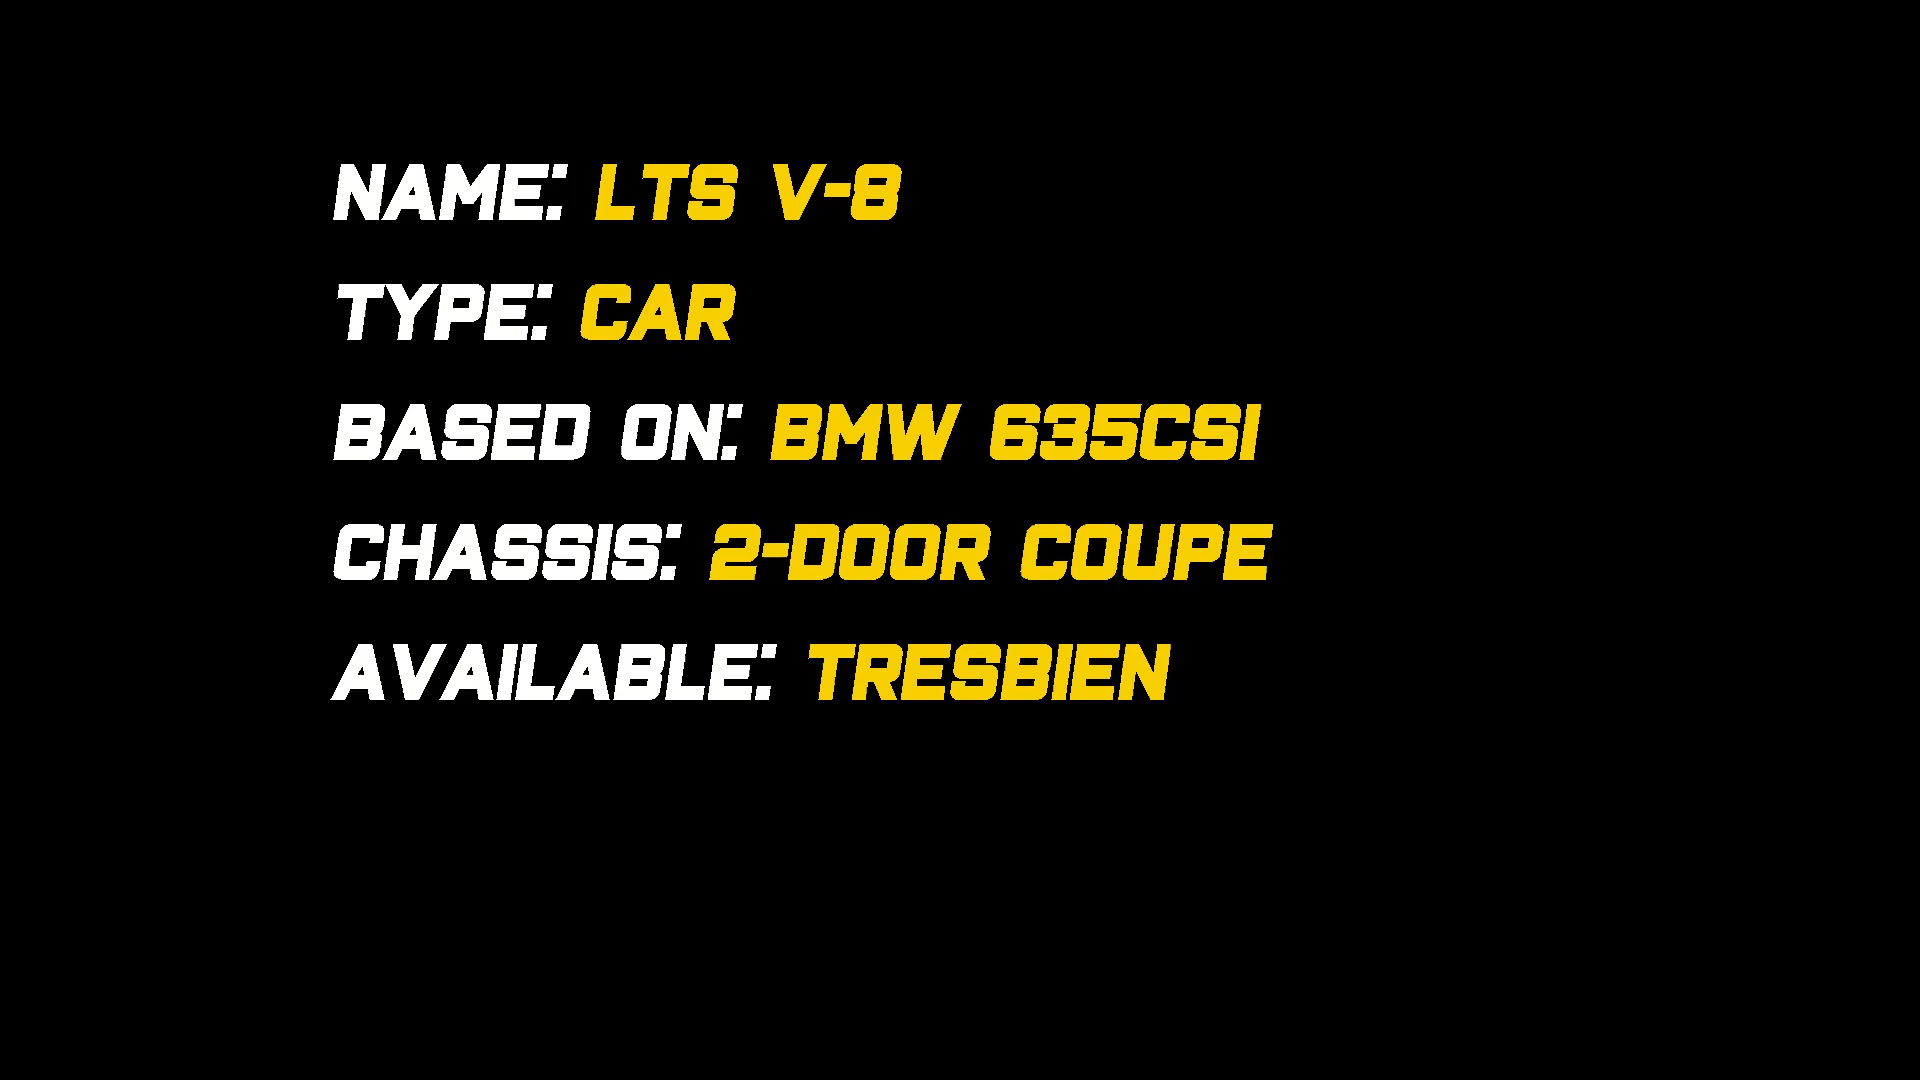 NAME: LTS V-8
TYPE: CAR
BASED ON: BMW 635CSI
CHASSIS: 2-DOOR COUPE
AVAILABLE: TRESBIEN